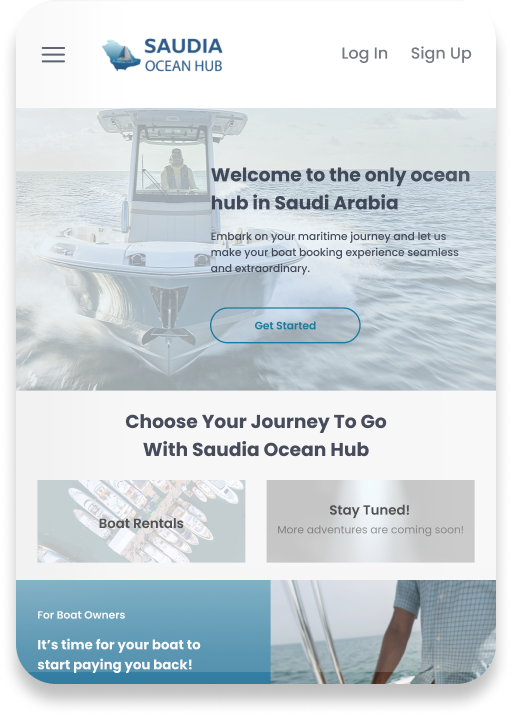 SAUDIA
OCEAN HUB
Log In
Sign Up
Welcome to the only ocean
hub in Saudi Arabia
Embark on your maritime journey and let us
make your boat booking experience seamless
and extraordinary.
Get Started
Choose Your Journey To Go
With Saudia Ocean Hub
Boat Rentals
Stay Tuned!
More adventures are coming soon!
For Boat Owners
It’s time for your boat to
start paying you back!